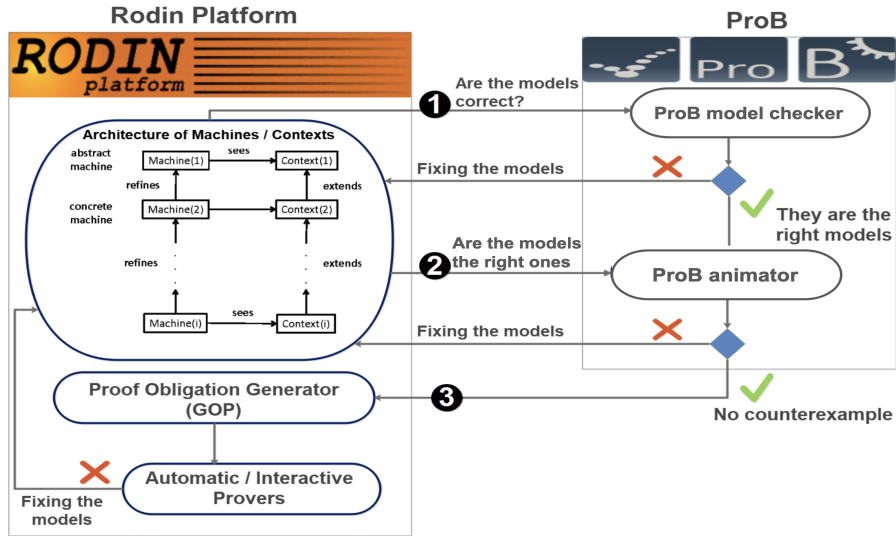 Rodin Platform
ProB
RODIN
platform
Pro
B
1
Are the models
correct?
ProB model checker
Architecture of Machines / Contexts
abstract
machine
Machine(1)
sees
Context(1)
refines
extends
Fixing the models
concrete
machine
Machine(2)
Context(2)
They are the
right models
2
Are the models
the right ones
ProB animator
refines
extends
Machine(i)
sees
Context(i)
Fixing the models
Proof Obligation Generator
(GOP)
3
No counterexample
Automatic / Interactive
Provers
Fixing the
models